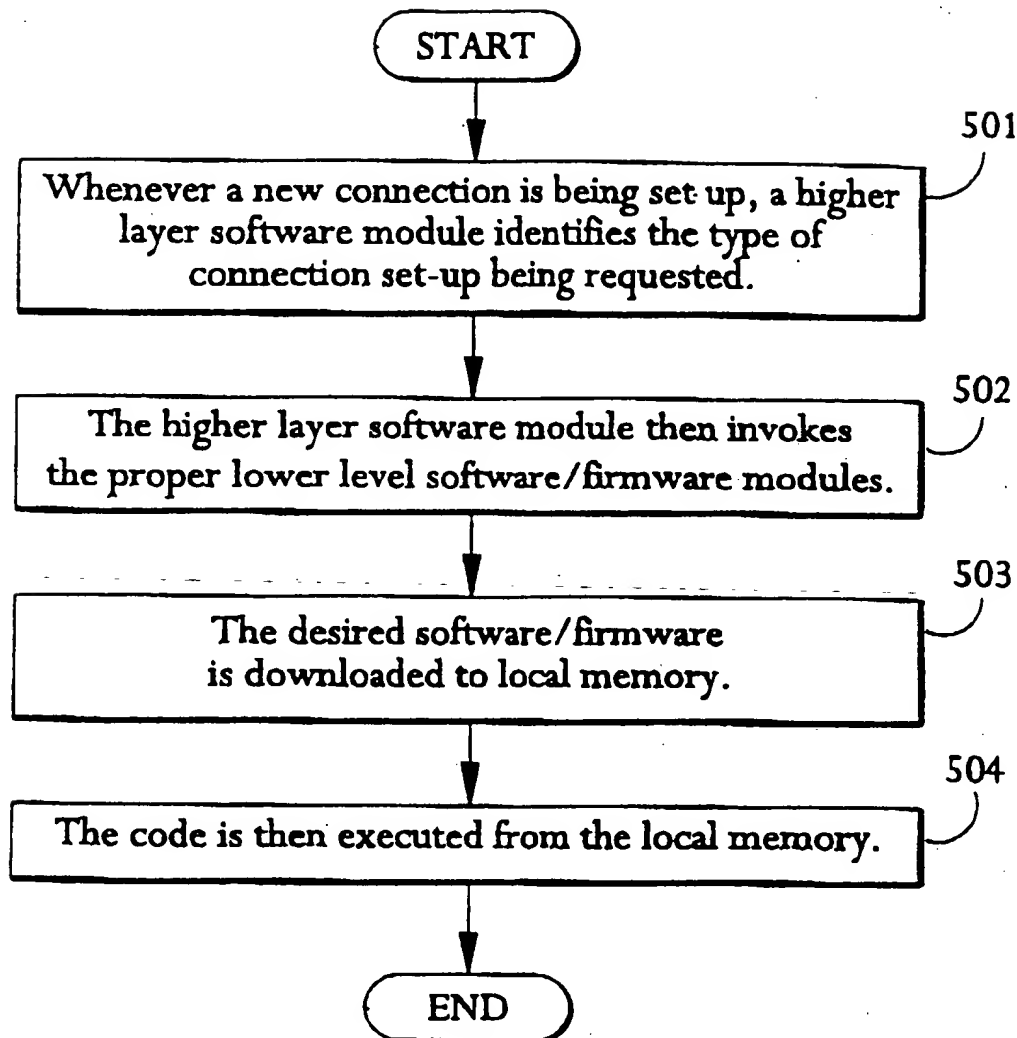 START
501
Whenever a new connection is being set up, a higher
layer software module identifies the type of
connection set-up being requested.
502
The higher layer software module then invokes
the proper lower level software/firmware modules.
503
The desired software/firmware
is downloaded to local memory.
504
The code is then executed from the local memory.
END